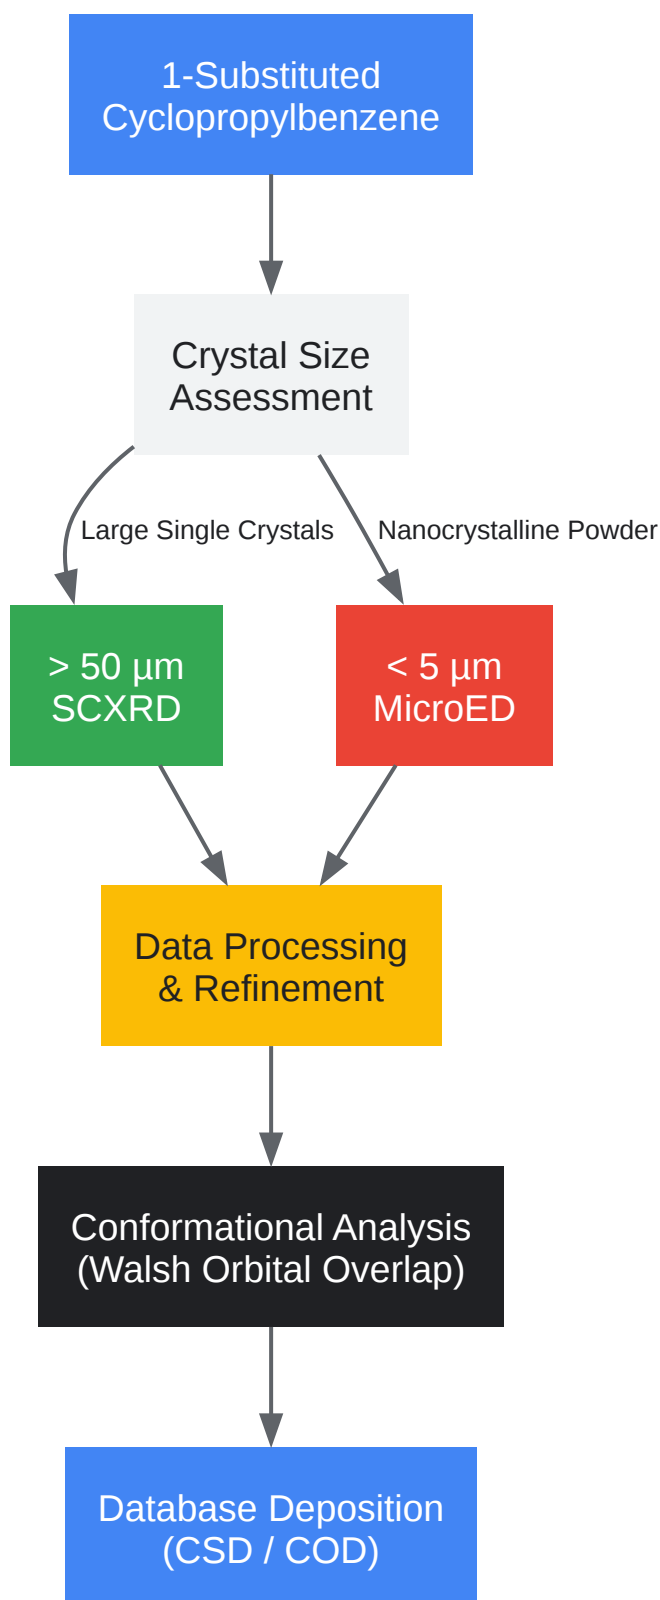 1-Substituted
Cyclopropylbenzene
Crystal Size
Assessment
Large Single Crystals
Nanocrystalline Powder
> 50 µm
SCXRD
< 5 µm
MicroED
Data Processing
& Refinement
Conformational Analysis
(Walsh Orbital Overlap)
Database Deposition
(CSD / COD)